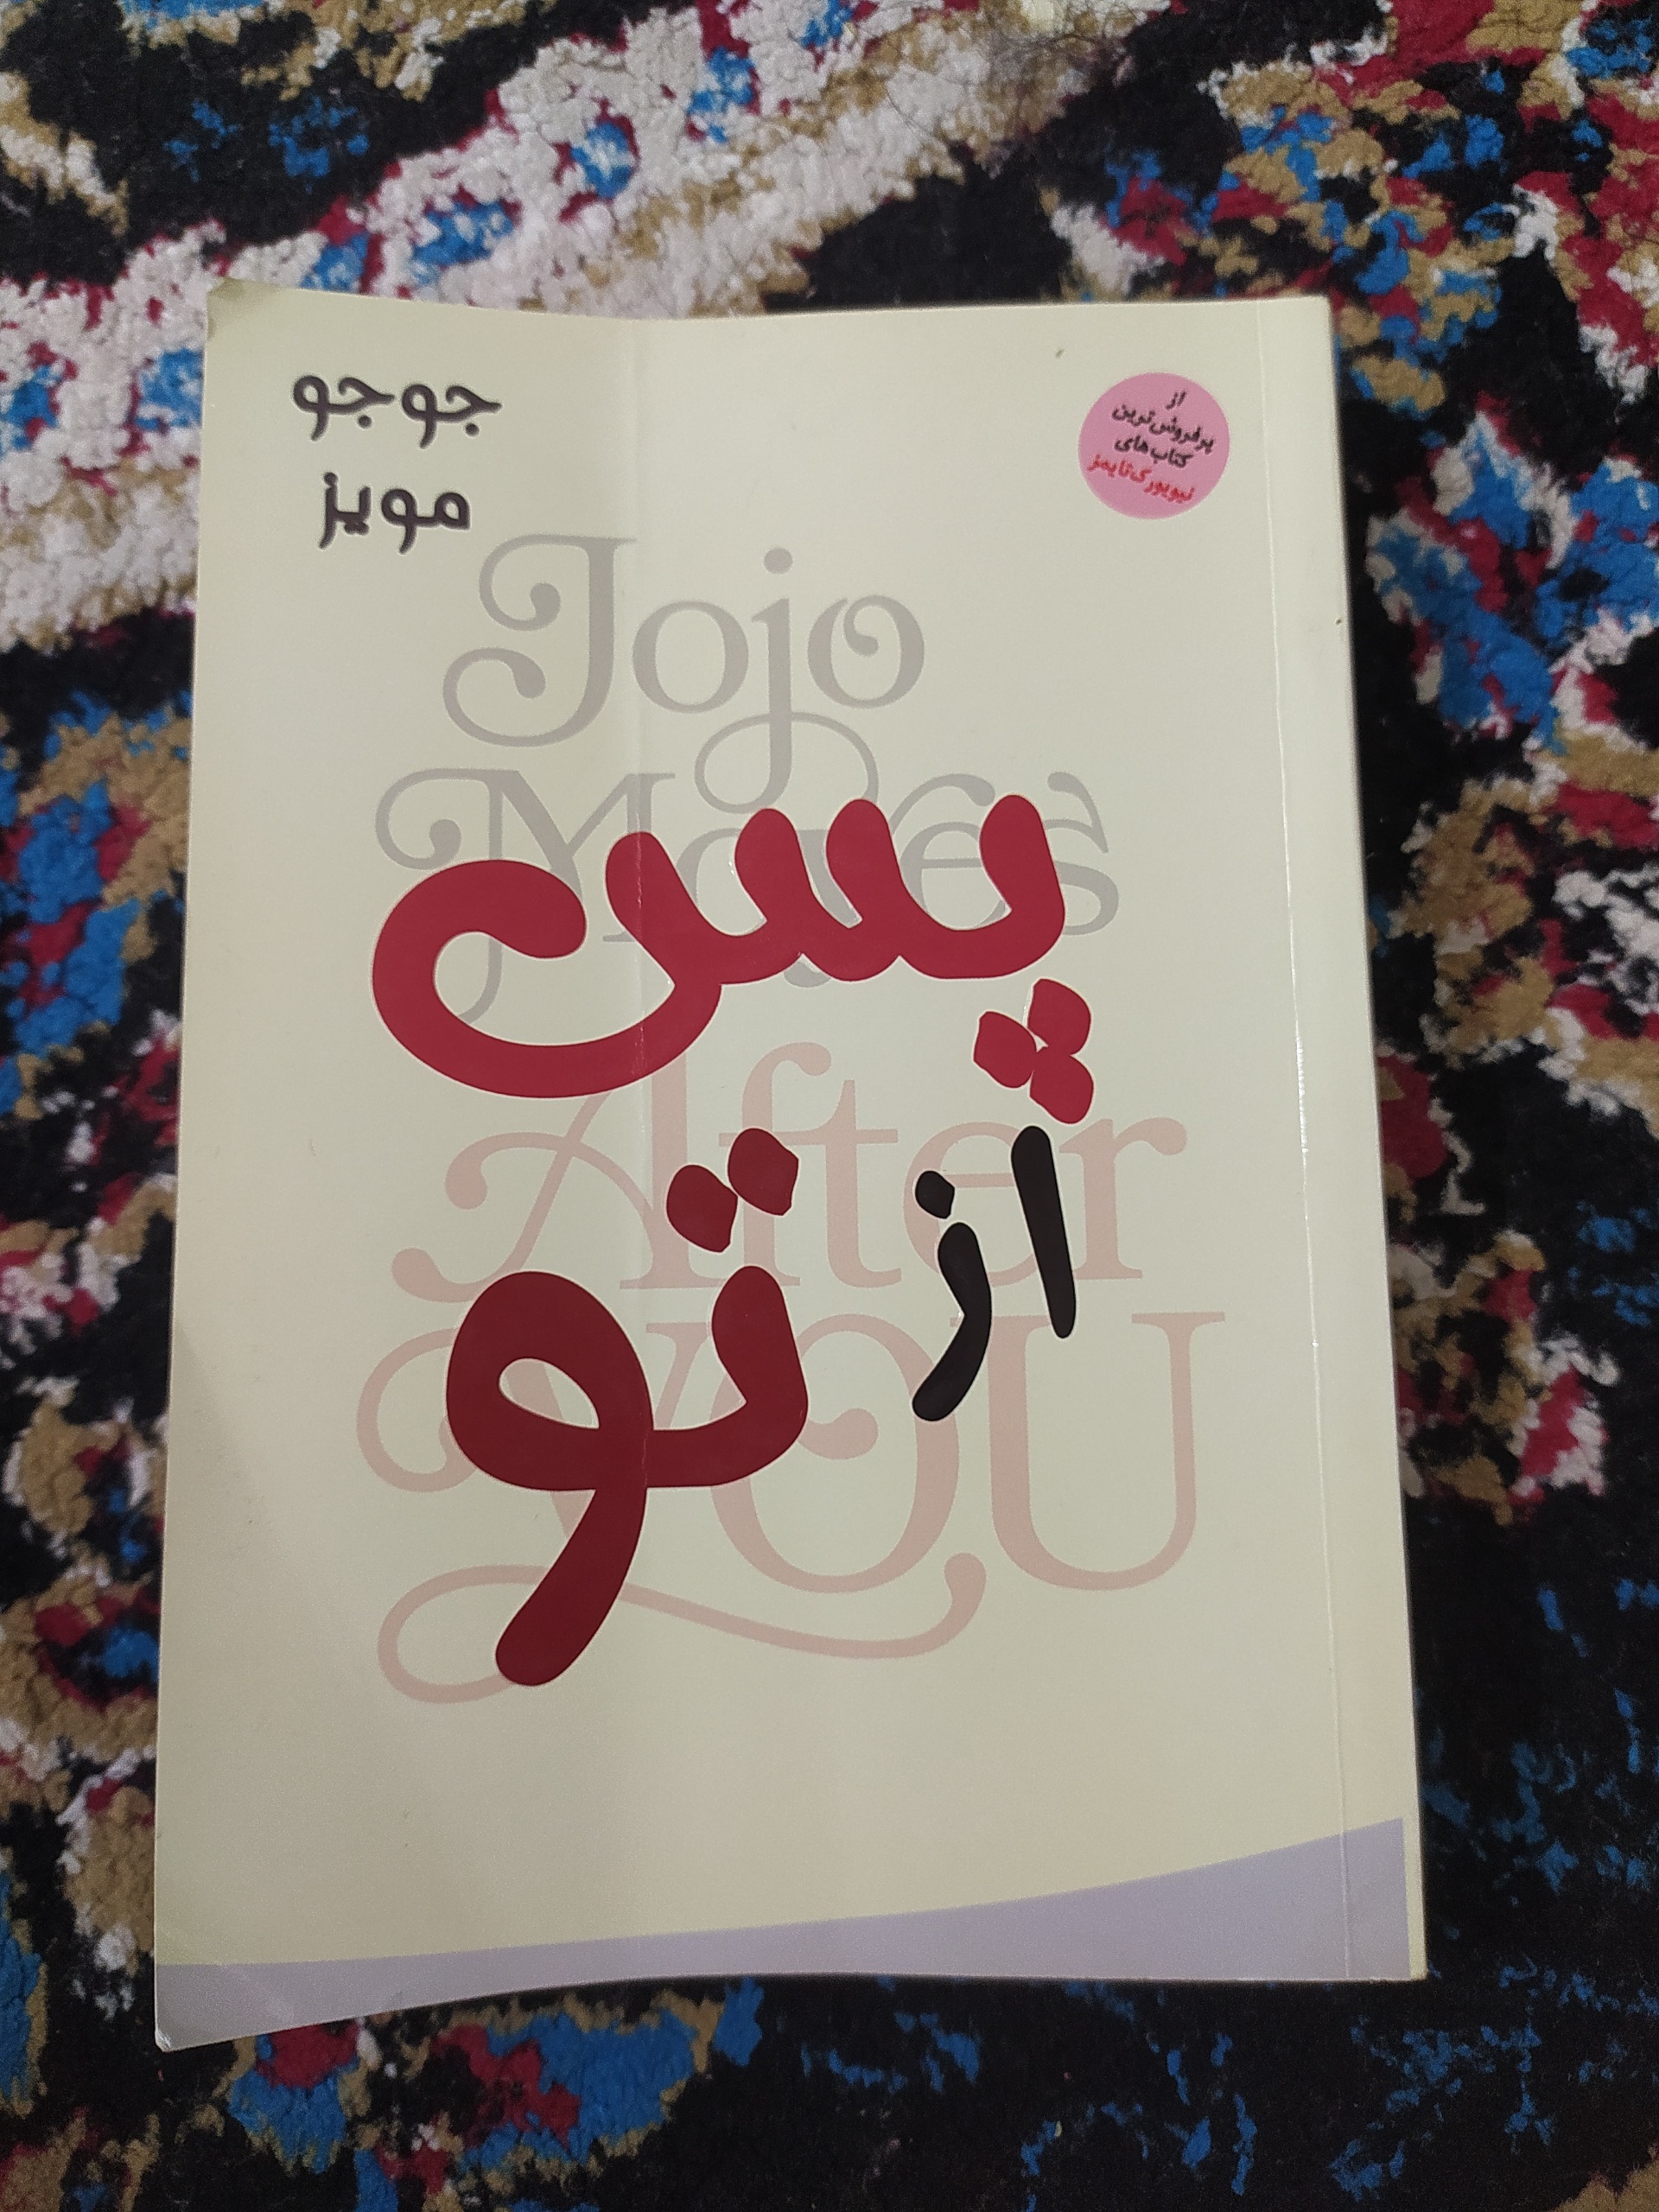 جوجو
مویز
از
پرفروش‌ترین
کتاب‌های
نیویورک‌تایمز
Jojo
Moyes
پس
After
از
تو
YOU